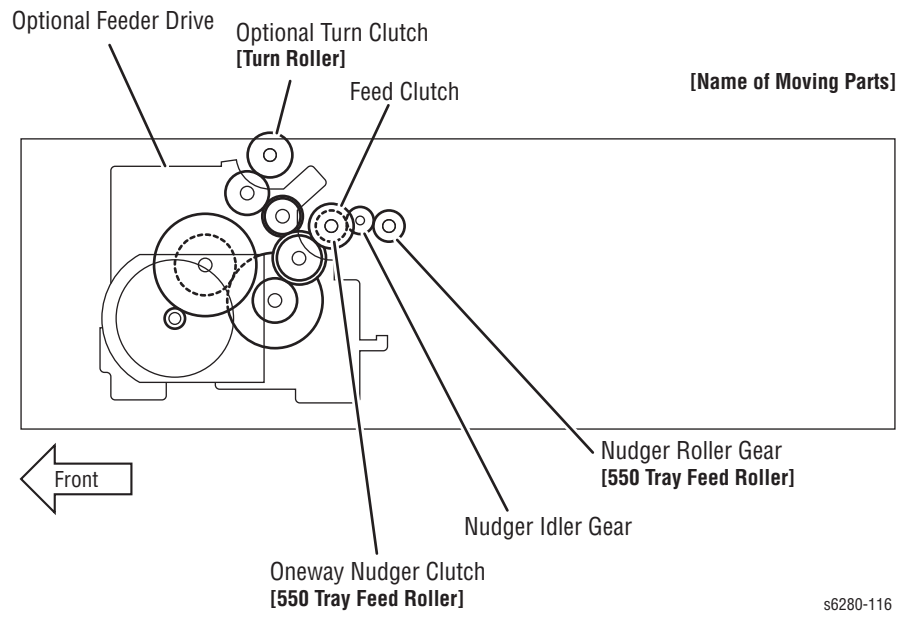 Optional Feeder Drive
Optional Turn Clutch
[Turn Roller]
Feed Clutch
[Name of Moving Parts]
Front
Nudger Roller Gear
[550 Tray Feed Roller]
Nudger Idler Gear
Oneway Nudger Clutch
[550 Tray Feed Roller]
s6280-116